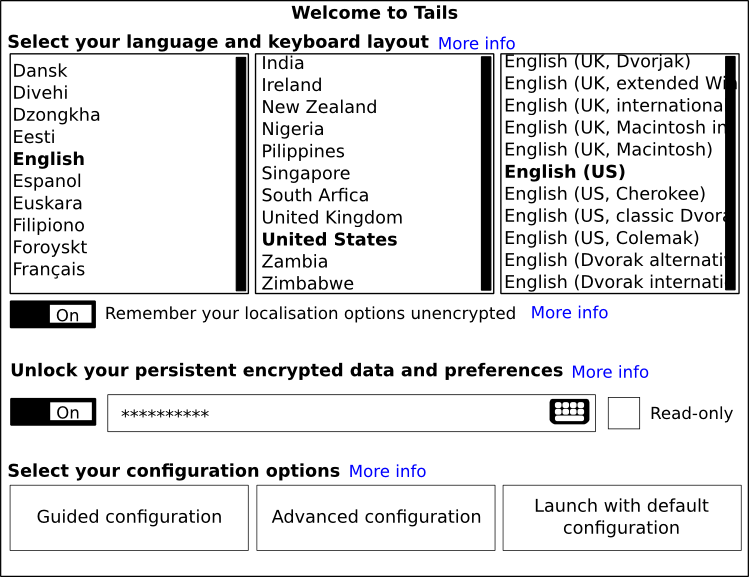 Welcome to Tails
Select your language and keyboard layout More info
Dansk
Divehi
Dzongkha
Eesti
English
Espanol
Euskara
Filipiono
Foroyskt
Français
India
Ireland
New Zealand
Nigeria
Pilippines
Singapore
South Arfica
United Kingdom
United States
Zambia
Zimbabwe
English (UK, Dvorjak)
English (UK, extended Win
English (UK, internationa
English (UK, Macintosh in
English (UK, Macintosh)
English (US)
English (US, Cherokee)
English (US, classic Dvora
English (US, Colemak)
English (Dvorak alternativ
English (Dvorak internati
On Remember your localisation options unencrypted More info
Unlock your persistent encrypted data and preferences More info
On ********** Read-only
Select your configuration options More info
Guided configuration
Advanced configuration
Launch with default
configuration